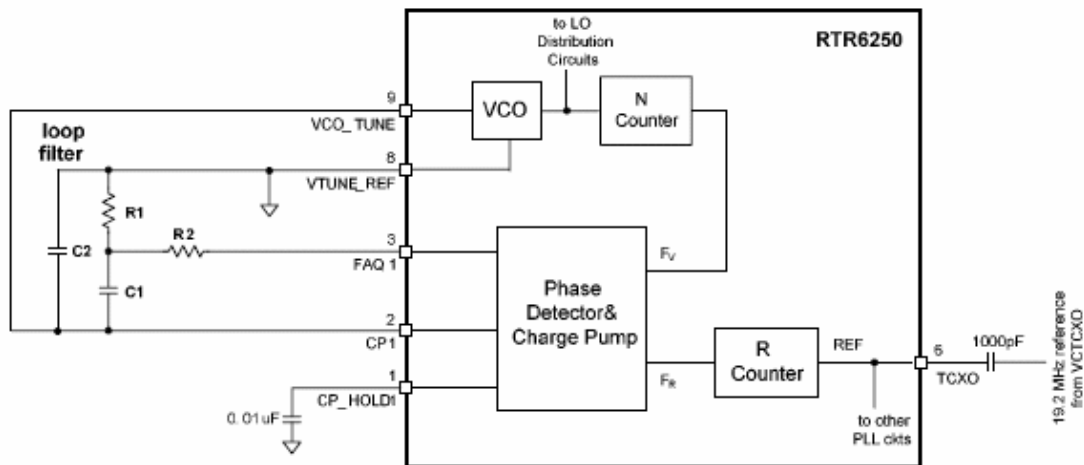 to LO
Distribution
Circuits
RTR6250
9
VCO_TUNE
VCO
N
Counter
loop
filter
8
VTUNE_REF
R1
R2
C2
C1
3
FAQ 1
Phase
Detector&
Charge Pump
FV
FR
2
CP1
1
CP_HOLD1
0.01uF
R
Counter
REF
6
TCXO
1000pF
to other
PLL ckts
19.2 MHz reference
from VCTCXO